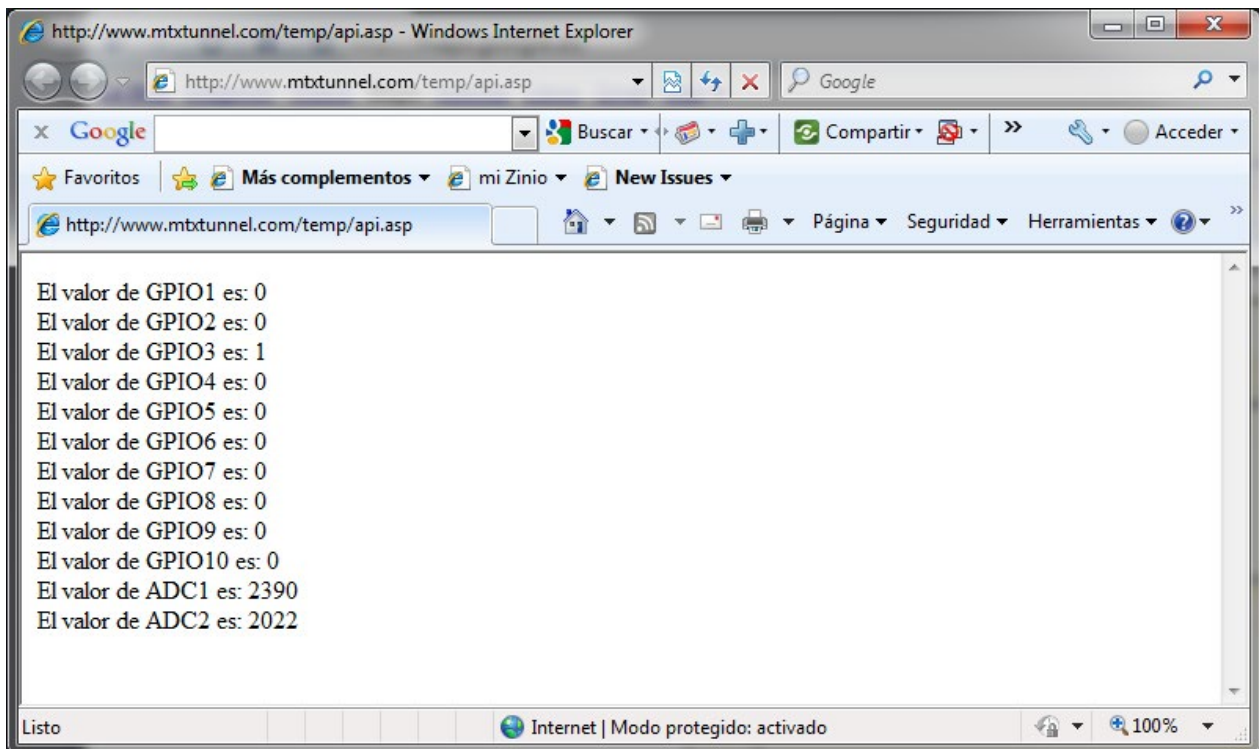 http://www.mtxtunnel.com/temp/api.asp - Windows Internet Explorer
http://www.mtxtunnel.com/temp/api.asp
Google
x Google
Buscar
Compartir
»
Acceder
Favoritos
Más complementos
mi Zinio
New Issues
http://www.mtxtunnel.com/temp/api.asp
Página
Seguridad
Herramientas
»
El valor de GPIO1 es: 0
El valor de GPIO2 es: 0
El valor de GPIO3 es: 1
El valor de GPIO4 es: 0
El valor de GPIO5 es: 0
El valor de GPIO6 es: 0
El valor de GPIO7 es: 0
El valor de GPIO8 es: 0
El valor de GPIO9 es: 0
El valor de GPIO10 es: 0
El valor de ADC1 es: 2390
El valor de ADC2 es: 2022
Listo
Internet | Modo protegido: activado
100%